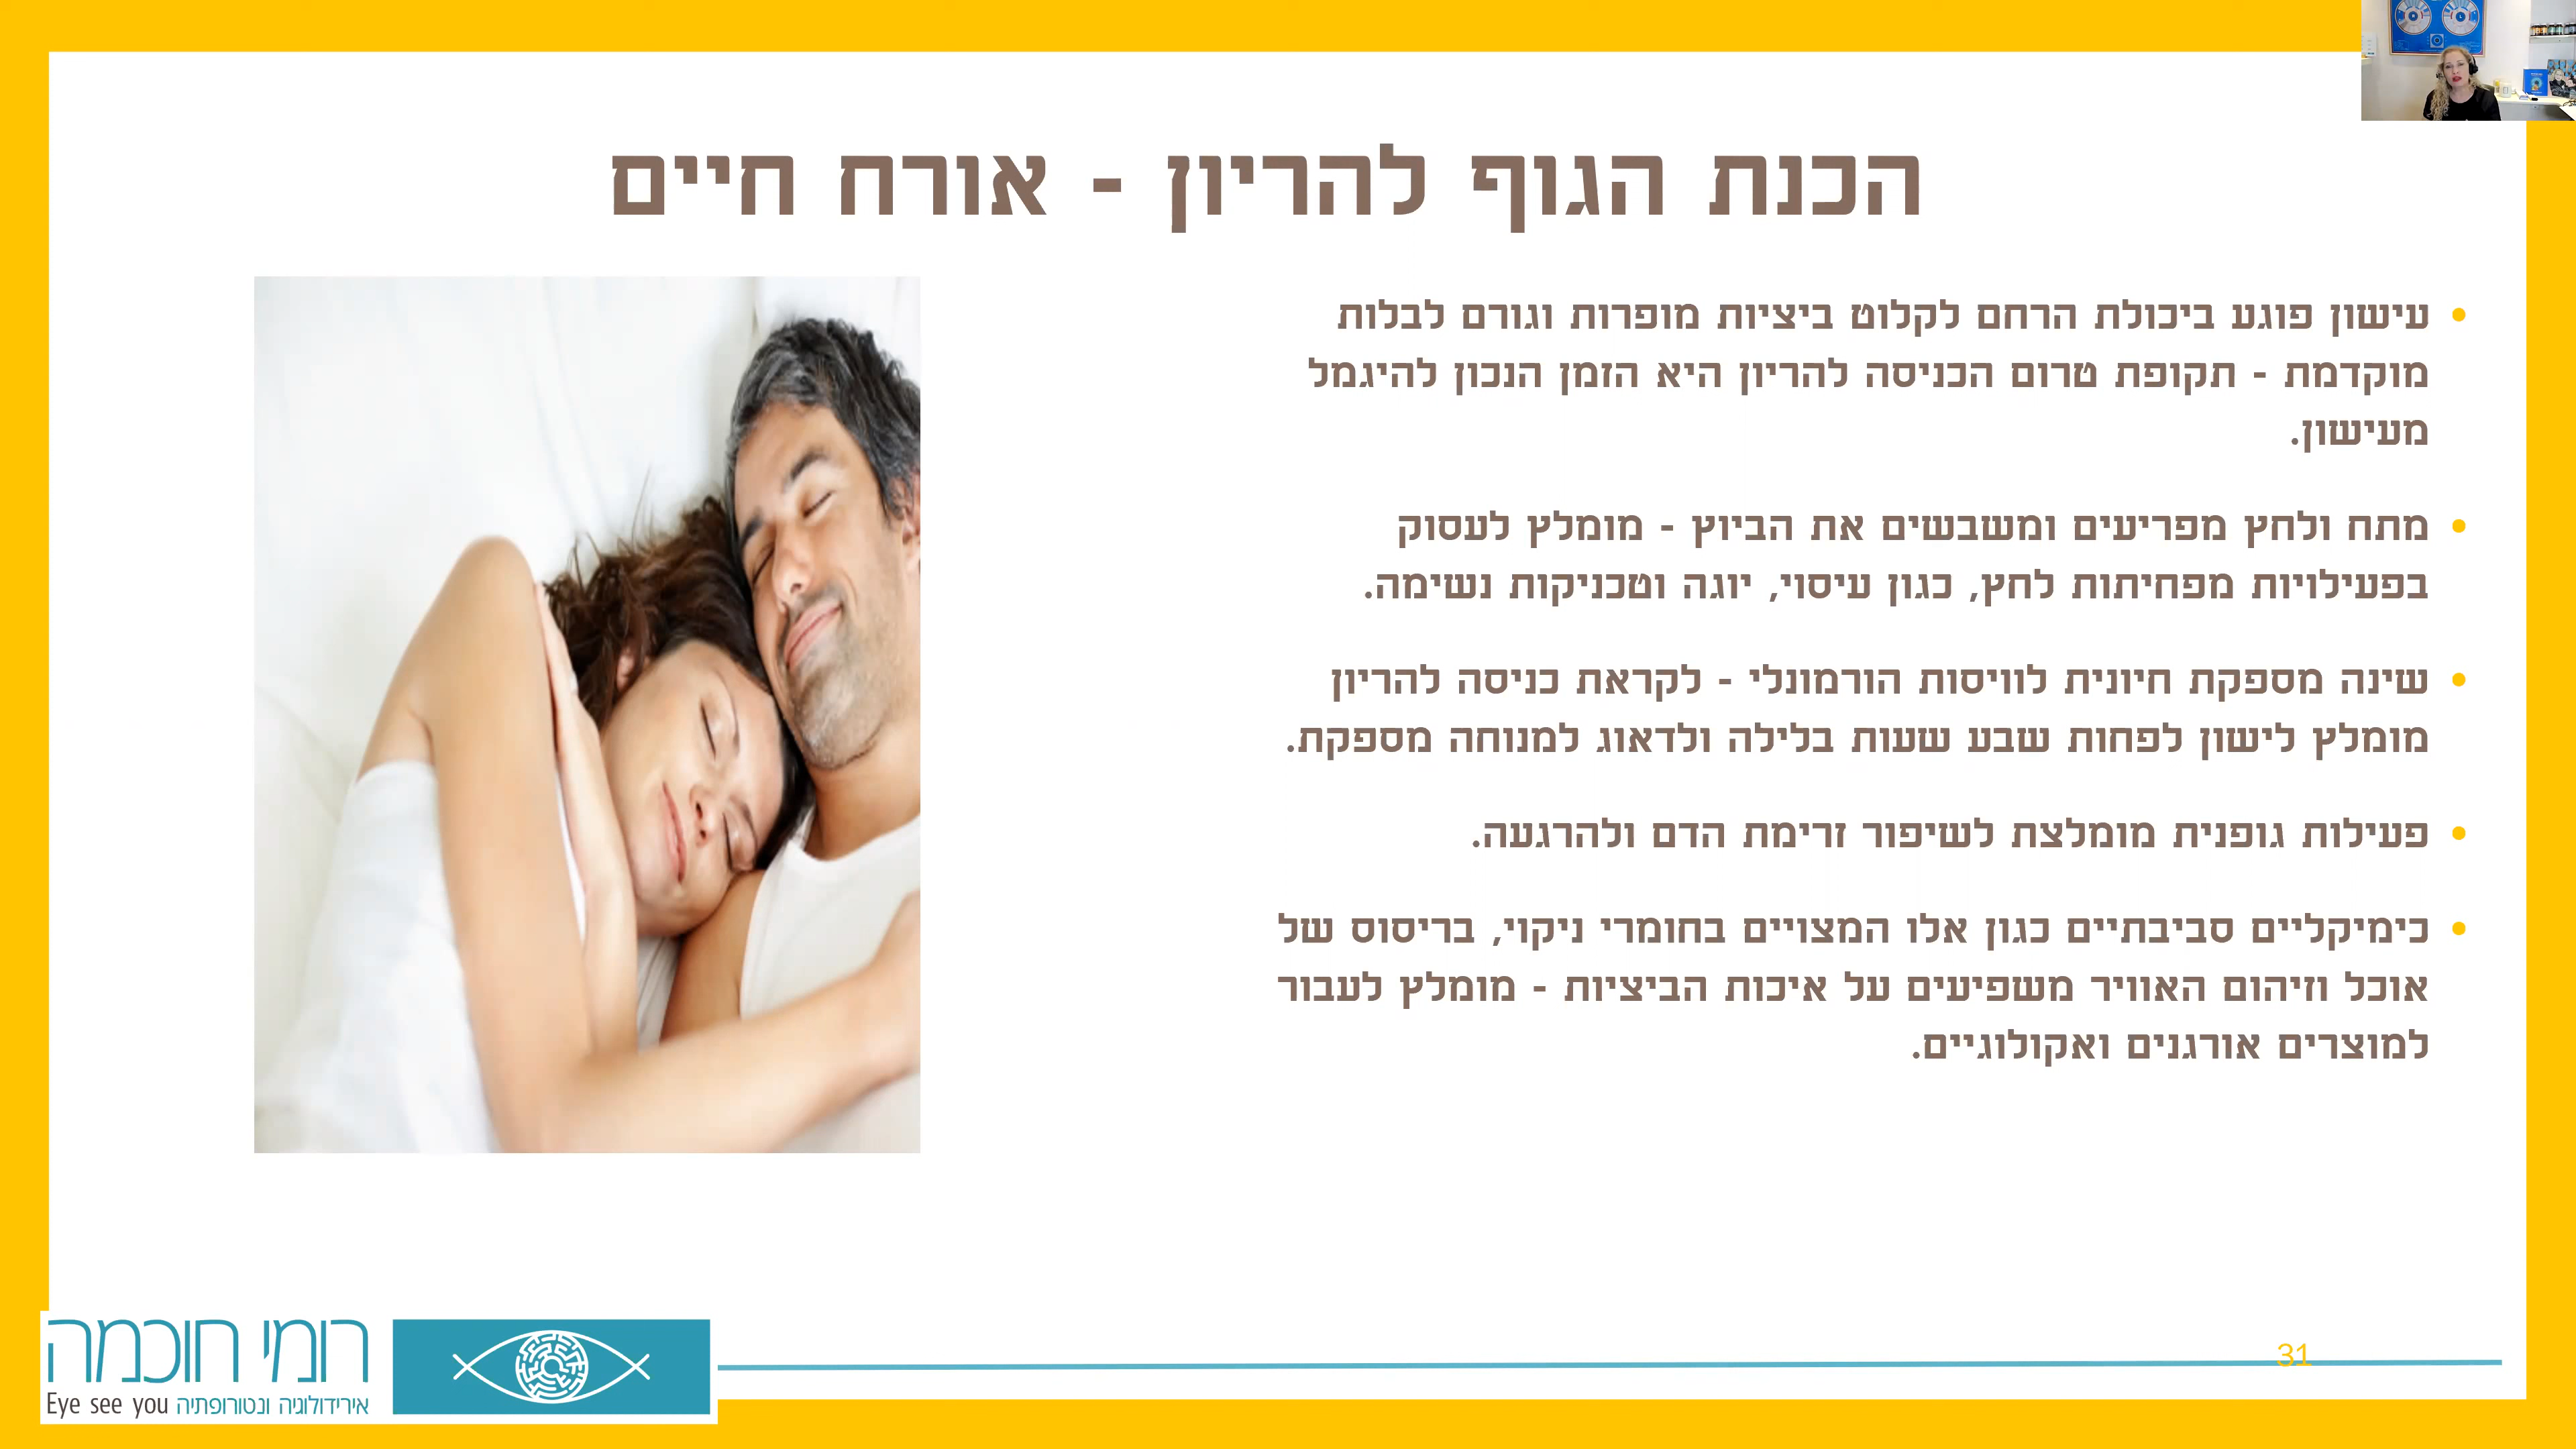 הכנת הגוף להריון - אורח חיים
• עישון פוגע ביכולת הרחם לקלוט ביציות מופרות וגורם לבלות
מוקדמת - תקופת טרום הכניסה להריון היא הזמן הנכון להיגמל
מעישון.
• מתח ולחץ מפריעים ומשבשים את הביוץ - מומלץ לעסוק
בפעילויות מפחיתות לחץ, כגון עיסוי, יוגה וטכניקות נשימה.
• שינה מספקת חיונית לוויסות הורמונלי - לקראת כניסה להריון
מומלץ לישון לפחות שבע שעות בלילה ולדאוג למנוחה מספקת.
• פעילות גופנית מומלצת לשיפור זרימת הדם ולהרגעה.
• כימיקליים סביבתיים כגון אלו המצויים בחומרי ניקוי, בריסוס של
אוכל וזיהום האוויר משפיעים על איכות הביציות - מומלץ לעבור
למוצרים אורגנים ואקולוגיים.
רומי חוכמה
אירידולוגיה ונטורופתיה Eye see you
31